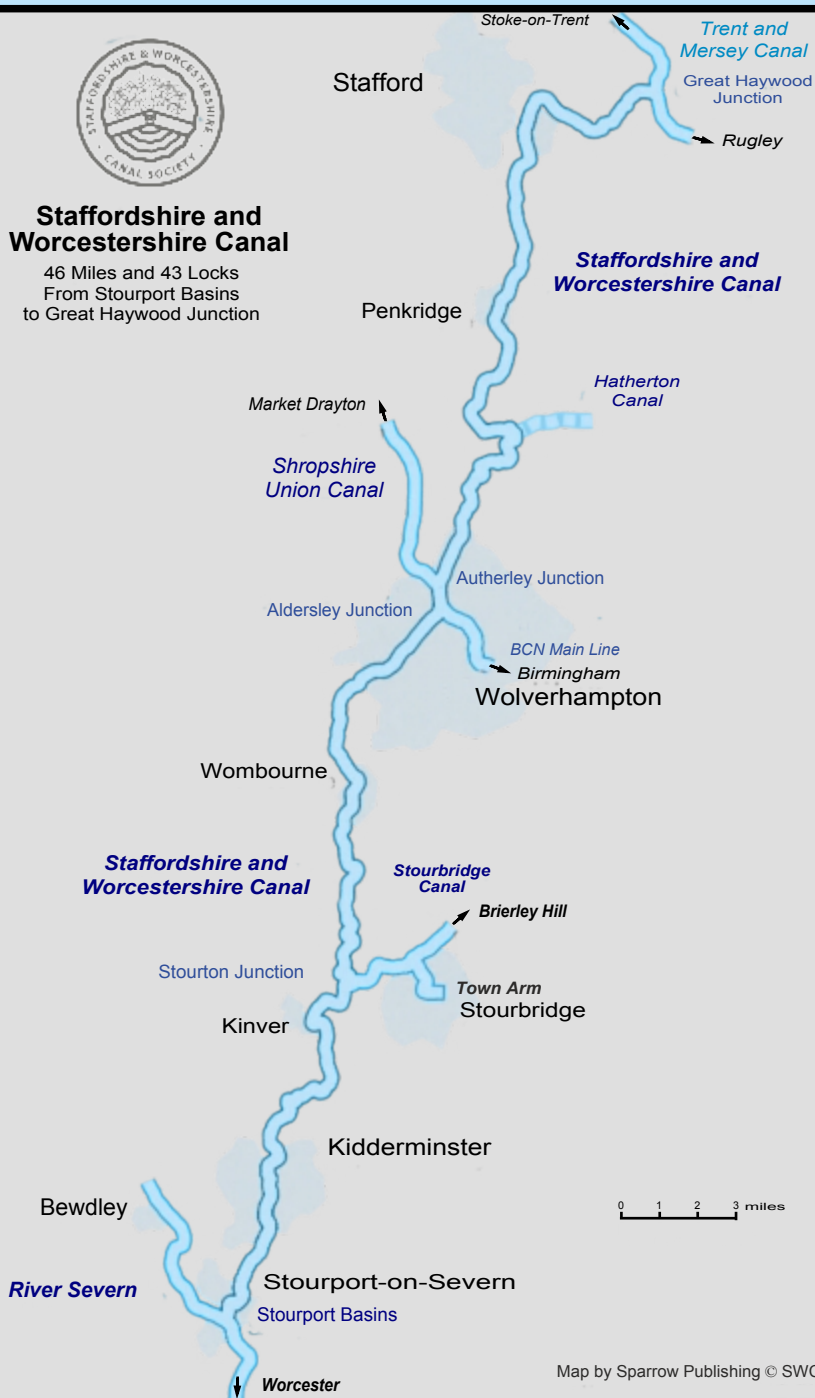 Stoke-on-Trent
Trent and
Mersey Canal
Stafford
Great Haywood
Junction
STAFFORDSHIRE & WORCESTERSHIRE
· CANAL SOCIETY ·
Rugley
Staffordshire and
Worcestershire Canal
46 Miles and 43 Locks
From Stourport Basins
to Great Haywood Junction
Staffordshire and
Worcestershire Canal
Penkridge
Hatherton
Canal
Market Drayton
Shropshire
Union Canal
Autherley Junction
Aldersley Junction
BCN Main Line
Birmingham
Wolverhampton
Wombourne
Staffordshire and
Worcestershire Canal
Stourbridge
Canal
Brierley Hill
Stourton Junction
Town Arm
Stourbridge
Kinver
Kidderminster
Bewdley
0 1 2 3 miles
River Severn
Stourport-on-Severn
Stourport Basins
Worcester
Map by Sparrow Publishing © SWC